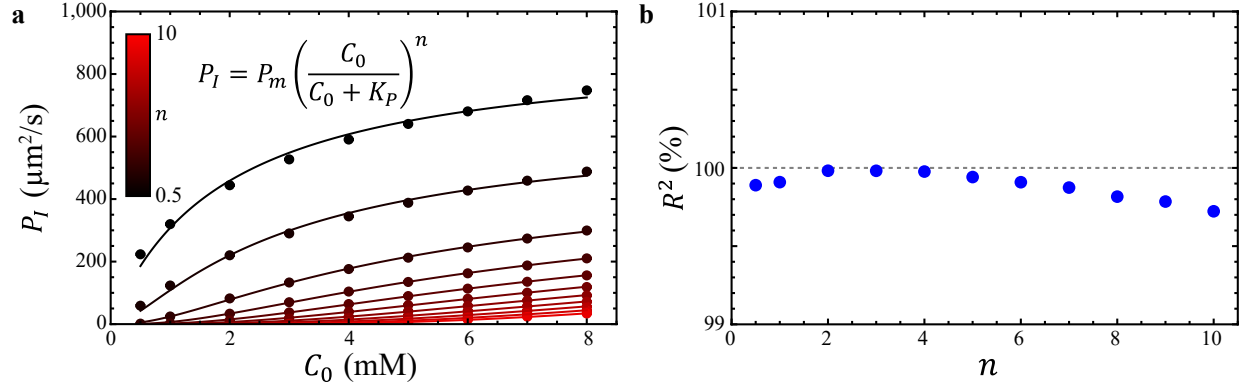 a
1,000
800
600
400
200
0
P_I (μm²/s)
10
n
0.5
P_I = P_m (C_0 / (C_0 + K_P))^n
0 2 4 6 8
C_0 (mM)
b
101
100
99
R² (%)
0 2 4 6 8 10
n